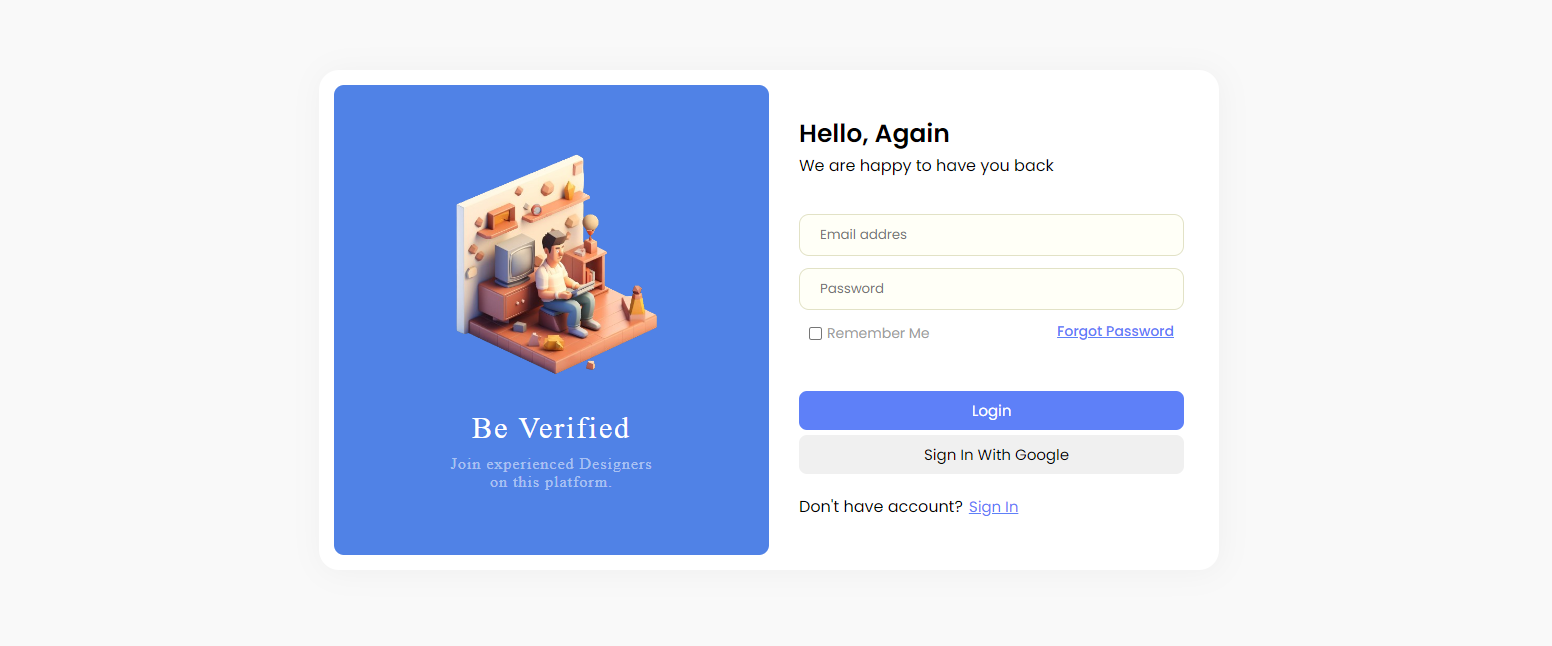 Be Verified
Join experienced Designers
on this platform.
Hello, Again
We are happy to have you back
Email addres
Password
Remember Me
Forgot Password
Login
Sign In With Google
Don't have account? Sign In